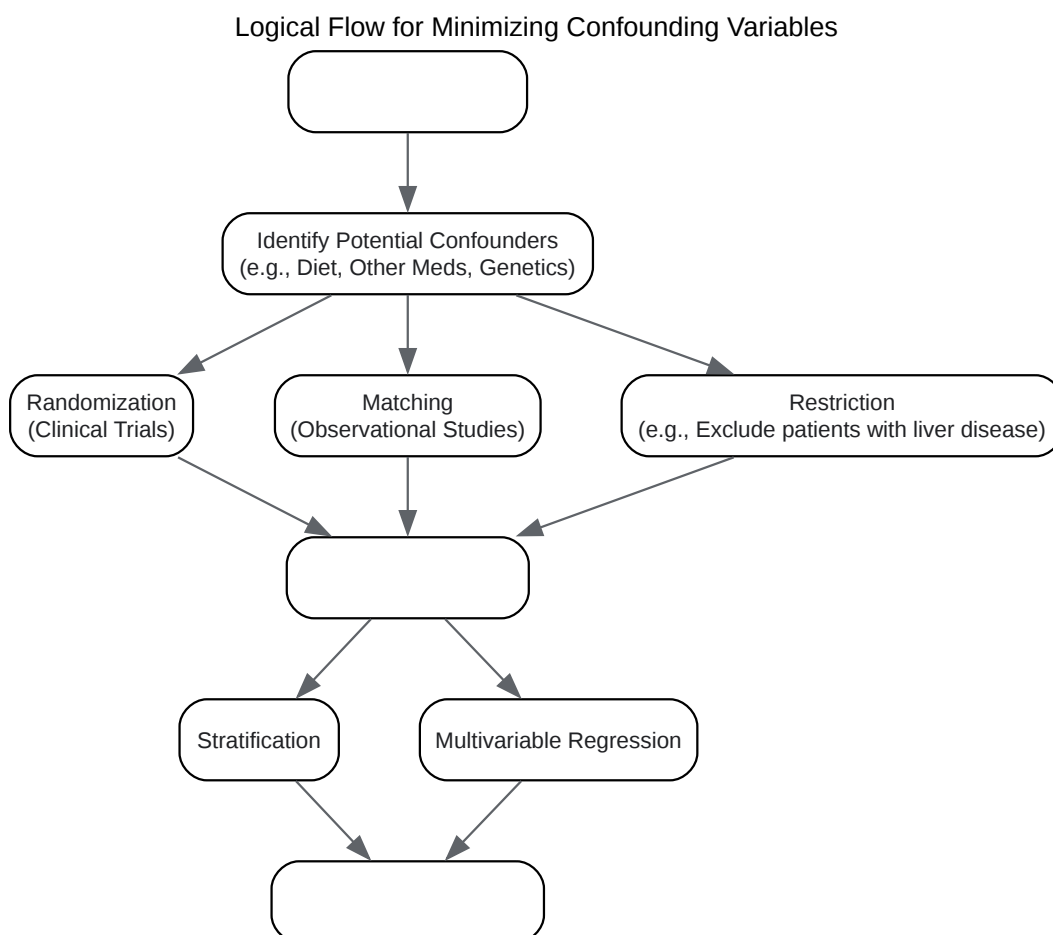 Logical Flow for Minimizing Confounding Variables
Identify Potential Confounders
(e.g., Diet, Other Meds, Genetics)
Randomization
(Clinical Trials)
Matching
(Observational Studies)
Restriction
(e.g., Exclude patients with liver disease)
Stratification
Multivariable Regression